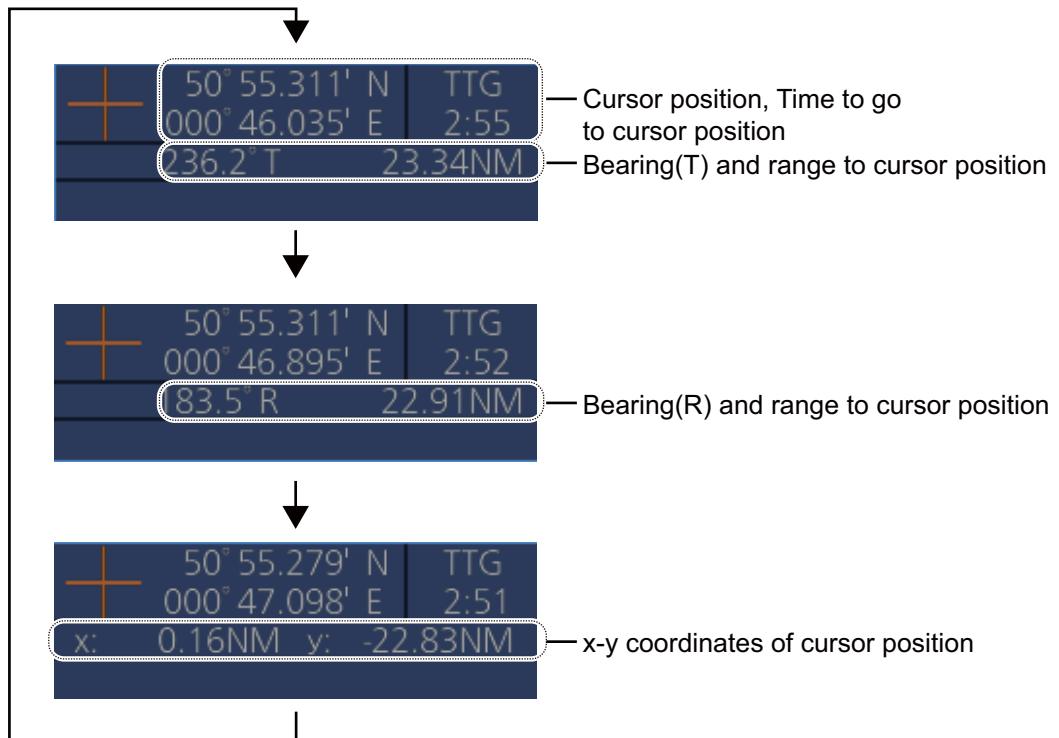 50° 55.311' N TTG
000° 46.035' E 2:55
236.2° T 23.34NM
Cursor position, Time to go
to cursor position
Bearing(T) and range to cursor position
50° 55.311' N TTG
000° 46.895' E 2:52
183.5° R 22.91NM
Bearing(R) and range to cursor position
50° 55.279' N TTG
000° 47.098' E 2:51
x: 0.16NM y: -22.83NM
x-y coordinates of cursor position